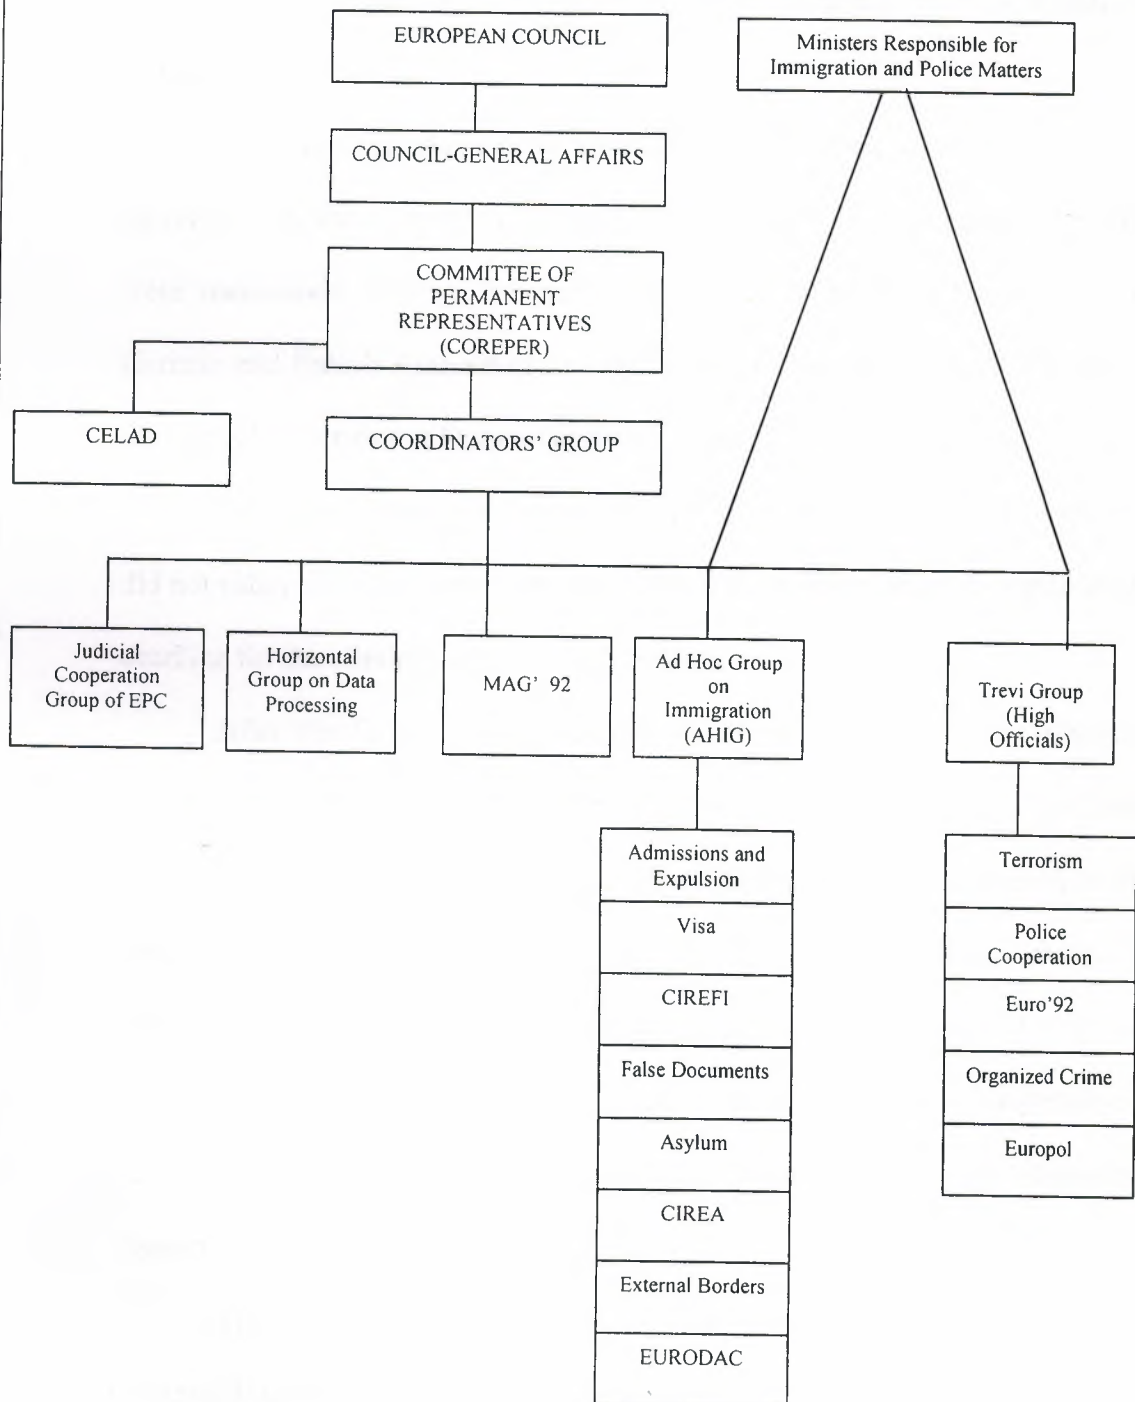 EUROPEAN COUNCIL
Ministers Responsible for
Immigration and Police Matters
COUNCIL-GENERAL AFFAIRS
COMMITTEE OF
PERMANENT
REPRESENTATIVES
(COREPER)
CELAD
COORDINATORS' GROUP
Judicial
Cooperation
Group of EPC
Horizontal
Group on Data
Processing
MAG' 92
Ad Hoc Group
on
Immigration
(AHIG)
Trevi Group
(High
Officials)
Admissions and
Expulsion
Visa
CIREFI
False Documents
Asylum
CIREA
External Borders
EURODAC
Terrorism
Police
Cooperation
Euro'92
Organized Crime
Europol